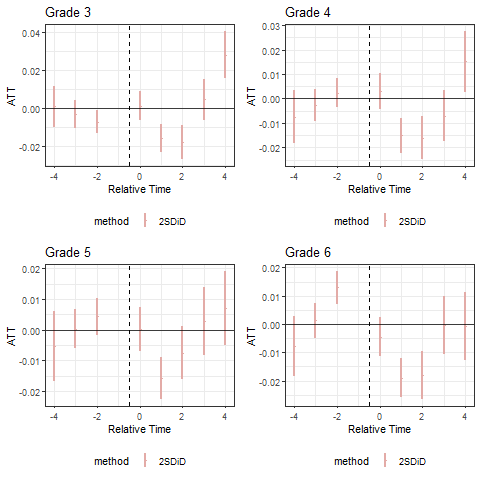 Grade 3
0.04
0.02
0.00
-0.02
ATT
-4 -2 0 2 4
Relative Time
method 2SDiD
Grade 4
0.03
0.02
0.01
0.00
-0.01
-0.02
ATT
-4 -2 0 2 4
Relative Time
method 2SDiD
Grade 5
0.02
0.01
0.00
-0.01
-0.02
ATT
-4 -2 0 2 4
Relative Time
method 2SDiD
Grade 6
0.02
0.01
0.00
-0.01
-0.02
ATT
-4 -2 0 2 4
Relative Time
method 2SDiD